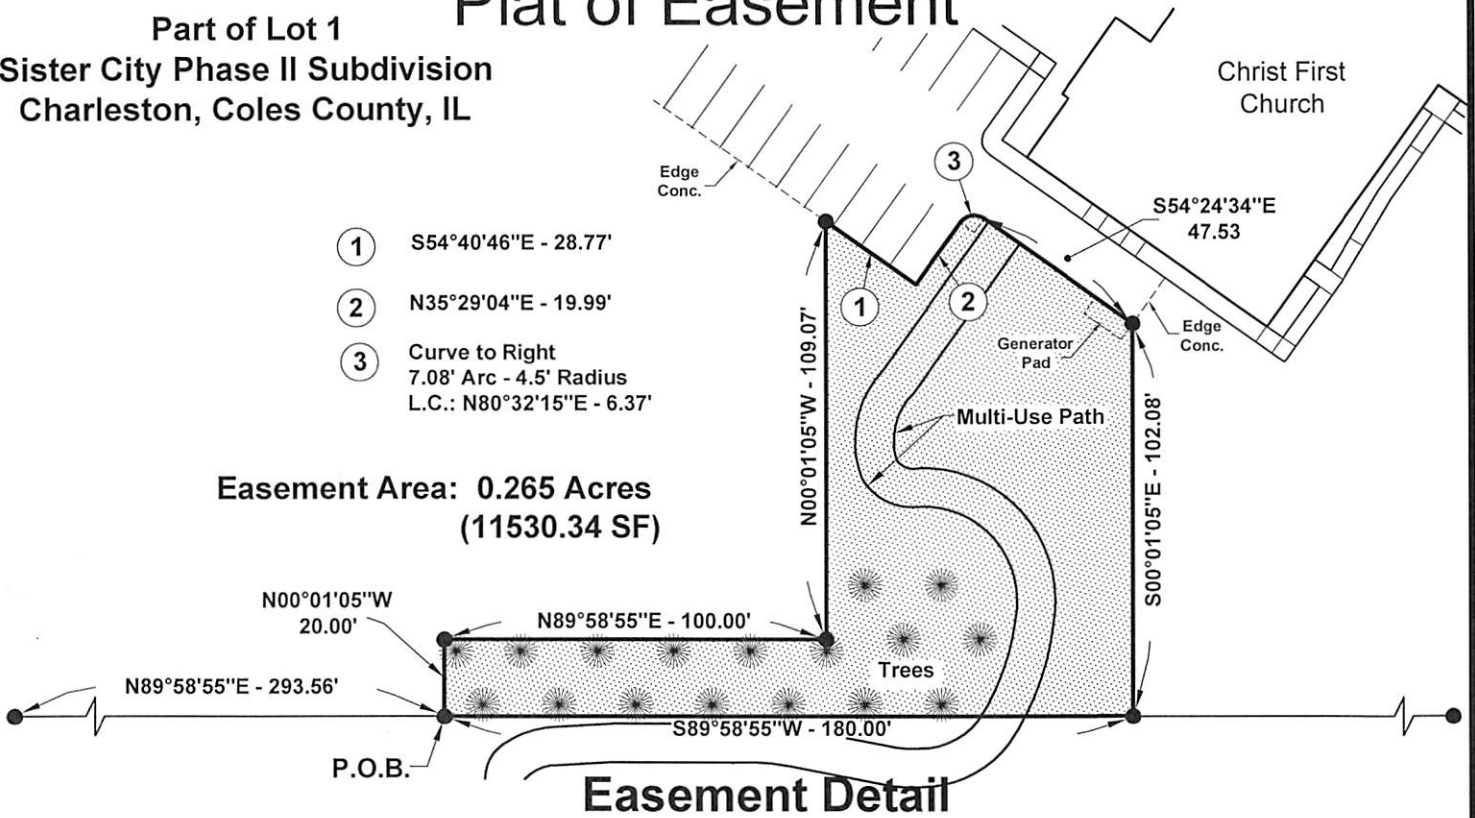 Plat of Easement
Part of Lot 1
Sister City Phase II Subdivision
Charleston, Coles County, IL
Christ First
Church
Edge
Conc.
3
S54°24'34"E
47.53
1 S54°40'46"E - 28.77'
2 N35°29'04"E - 19.99'
3 Curve to Right
7.08' Arc - 4.5' Radius
L.C.: N80°32'15"E - 6.37'
1
2
Generator
Pad
Edge
Conc.
N00°01'05"W - 109.07'
Multi-Use Path
S00°01'05"E - 102.08'
Easement Area: 0.265 Acres
(11530.34 SF)
N00°01'05"W
20.00'
N89°58'55"E - 100.00'
Trees
N89°58'55"E - 293.56'
S89°58'55"W - 180.00'
P.O.B.
Easement Detail